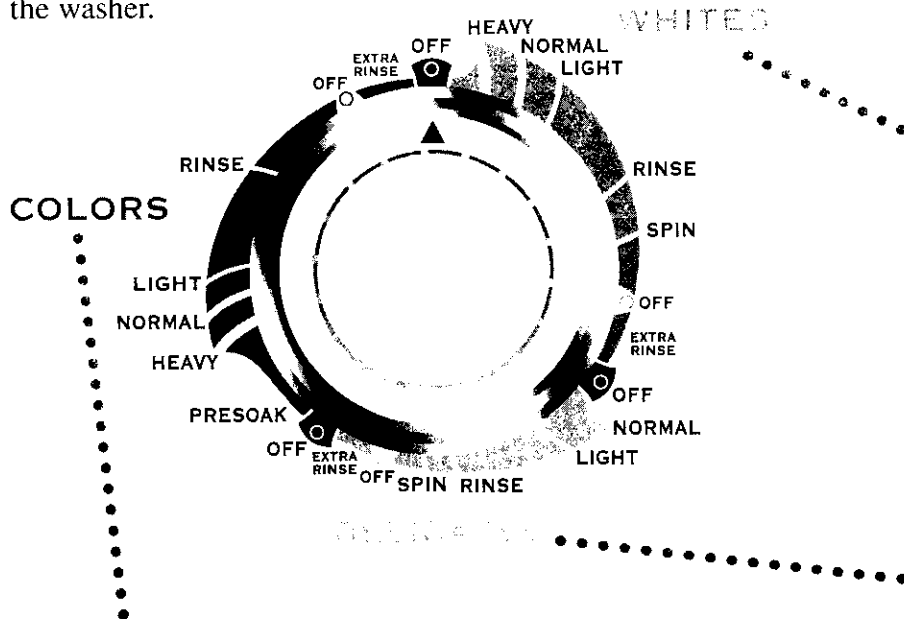 the washer.
WHITES
HEAVY
OFF
NORMAL
EXTRA
RINSE
LIGHT
OFF
RINSE
RINSE
COLORS
SPIN
LIGHT
OFF
NORMAL
EXTRA
RINSE
HEAVY
OFF
PRESOAK
NORMAL
OFF
EXTRA
RINSE
LIGHT
OFF
SPIN RINSE